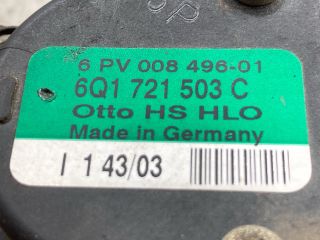 6 PV 008 496-01
6Q1 721 503 C
Otto HS HLO
Made in Germany
I 1 43/03